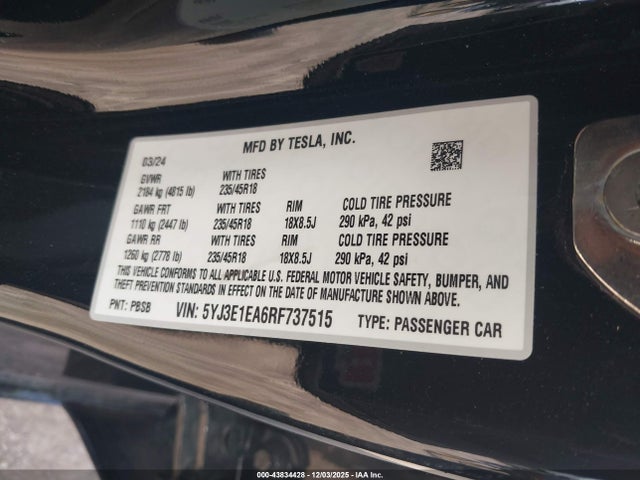 MFD BY TESLA, INC.
03/24
GVWR WITH TIRES
2184 kg (4815 lb) 235/45R18
GAWR FRT WITH TIRES RIM COLD TIRE PRESSURE
1110 kg (2447 lb) 235/45R18 18X8.5J 290 kPa, 42 psi
GAWR RR WITH TIRES RIM COLD TIRE PRESSURE
1260 kg (2778 lb) 235/45R18 18X8.5J 290 kPa, 42 psi
THIS VEHICLE CONFORMS TO ALL APPLICABLE U.S. FEDERAL MOTOR VEHICLE SAFETY, BUMPER, AND
THEFT PREVENTION STANDARDS IN EFFECT ON THE DATE OF MANUFACTURE SHOWN ABOVE.
PNT: PBSB VIN: 5YJ3E1EA6RF737515 TYPE: PASSENGER CAR
000-43834428 - 12/03/2025 - IAA Inc.